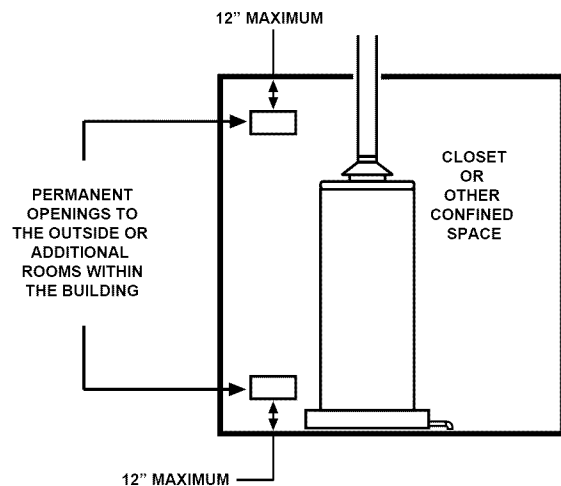 12” MAXIMUM
PERMANENT
OPENINGS TO
THE OUTSIDE OR
ADDITIONAL
ROOMS WITHIN
THE BUILDING
CLOSET
OR
OTHER
CONFINED
SPACE
12” MAXIMUM